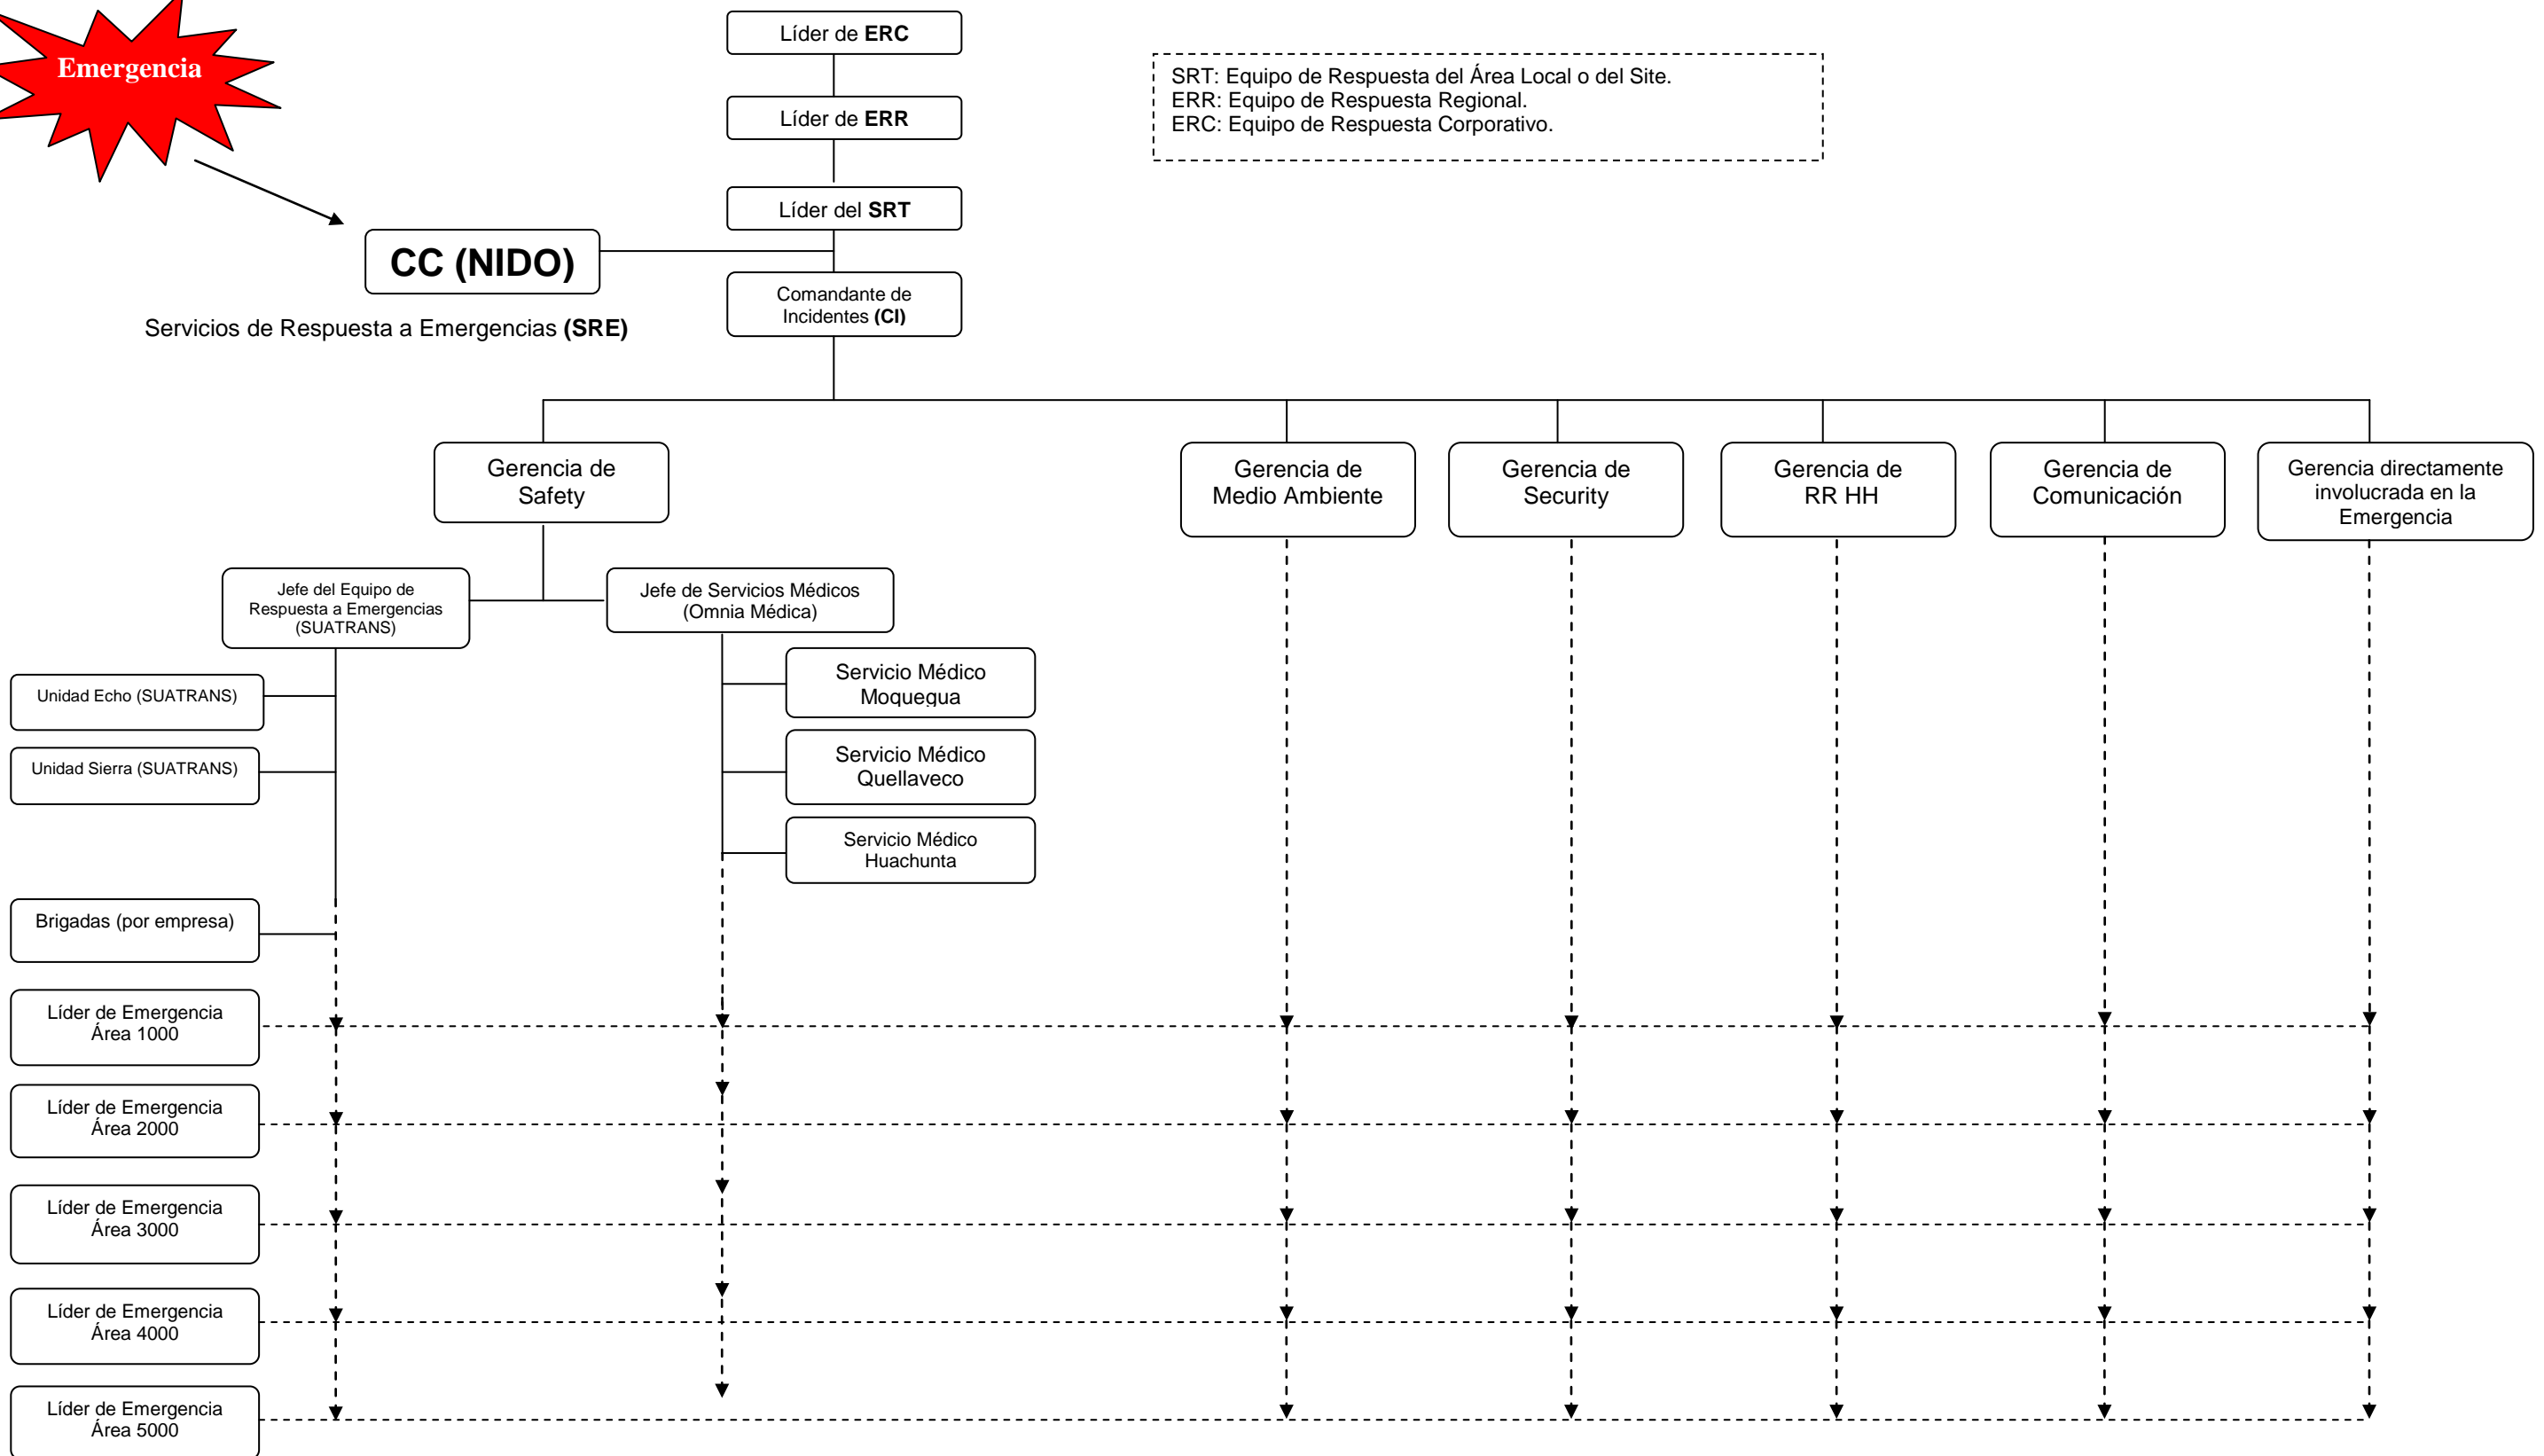 Emergencia
Líder de ERC
SRT: Equipo de Respuesta del Área Local o del Site.
ERR: Equipo de Respuesta Regional.
ERC: Equipo de Respuesta Corporativo.
Líder de ERR
Líder del SRT
CC (NIDO)
Comandante de
Incidentes (CI)
Servicios de Respuesta a Emergencias (SRE)
Gerencia de
Safety
Gerencia de
Medio Ambiente
Gerencia de
Security
Gerencia de
RR HH
Gerencia de
Comunicación
Gerencia directamente
involucrada en la
Emergencia
Jefe del Equipo de
Respuesta a Emergencias
(SUATRANS)
Jefe de Servicios Médicos
(Omnia Médica)
Servicio Médico
Moquegua
Unidad Echo (SUATRANS)
Servicio Médico
Quellaveco
Unidad Sierra (SUATRANS)
Servicio Médico
Huachunta
Brigadas (por empresa)
Líder de Emergencia
Área 1000
Líder de Emergencia
Área 2000
Líder de Emergencia
Área 3000
Líder de Emergencia
Área 4000
Líder de Emergencia
Área 5000